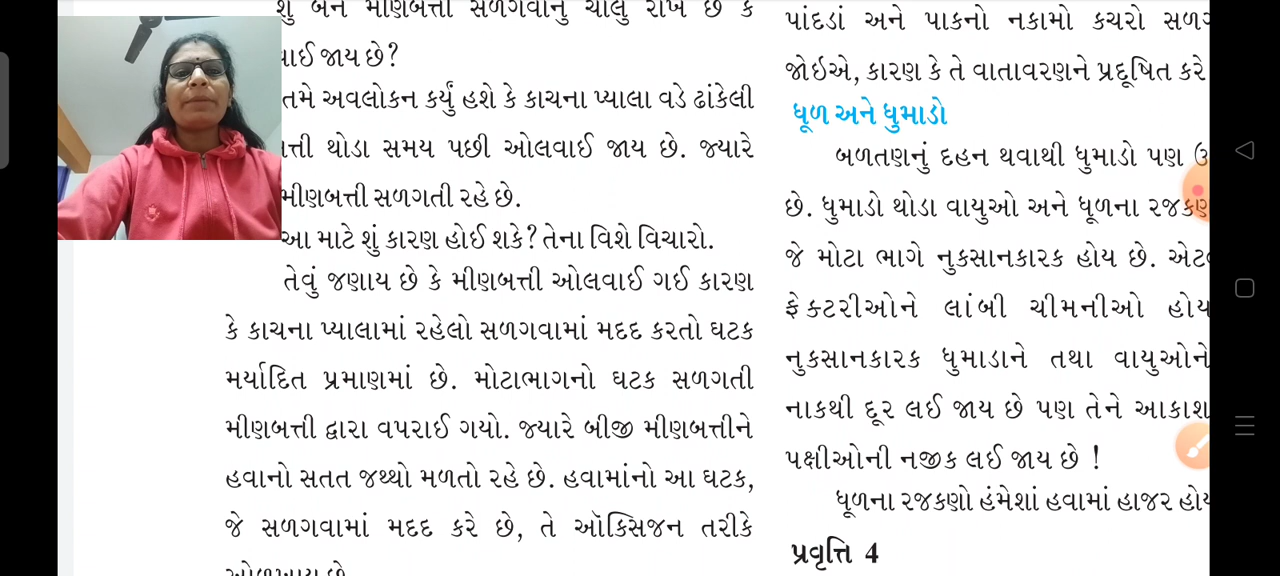 શું બંને મીણબત્તી સળગવાનું ચાલુ રાખે છે કે
જાય છે?
તમે અવલોકન કર્યું હશે કે કાચના પ્યાલા વડે ઢાંકેલી
થોડા સમય પછી ઓલવાઈ જાય છે. જ્યારે
મીણબત્તી સળગતી રહે છે.
આ માટે શું કારણ હોઈ શકે? તેના વિશે વિચારો.
તેવું જણાય છે કે મીણબત્તી ઓલવાઈ ગઈ કારણ
કે કાચના પ્યાલામાં રહેલો સળગવામાં મદદ કરતો ઘટક
મર્યાદિત પ્રમાણમાં છે. મોટાભાગનો ઘટક સળગતી
મીણબત્તી દ્વારા વપરાઈ ગયો. જ્યારે બીજી મીણબત્તીને
હવાનો સતત જથ્થો મળતો રહે છે. હવામાંનો આ ઘટક,
જે સળગવામાં મદદ કરે છે, તે ઑક્સિજન તરીકે
ઓળખાય છે.
પાંદડાં અને પાકનો નકામો કચરો
જોઇએ, કારણ કે તે વાતાવરણને પ્રદૂષિત કરે
ધૂળ અને ધુમાડો
બળતણનું દહન થવાથી ધુમાડો પણ
છે. ધુમાડો થોડા વાયુઓ અને ધૂળના
જે મોટા ભાગે નુકસાનકારક હોય છે.
ફેક્ટરીઓને લાંબી ચીમનીઓ હોય
નુકસાનકારક ધુમાડાને તથા વાયુઓને
નાકથી દૂર લઈ જાય છે પણ તેને આકાશ
પક્ષીઓની નજીક લઈ જાય છે !
ધૂળના રજકણો હંમેશાં હવામાં હાજર હોય
પ્રવૃત્તિ 4